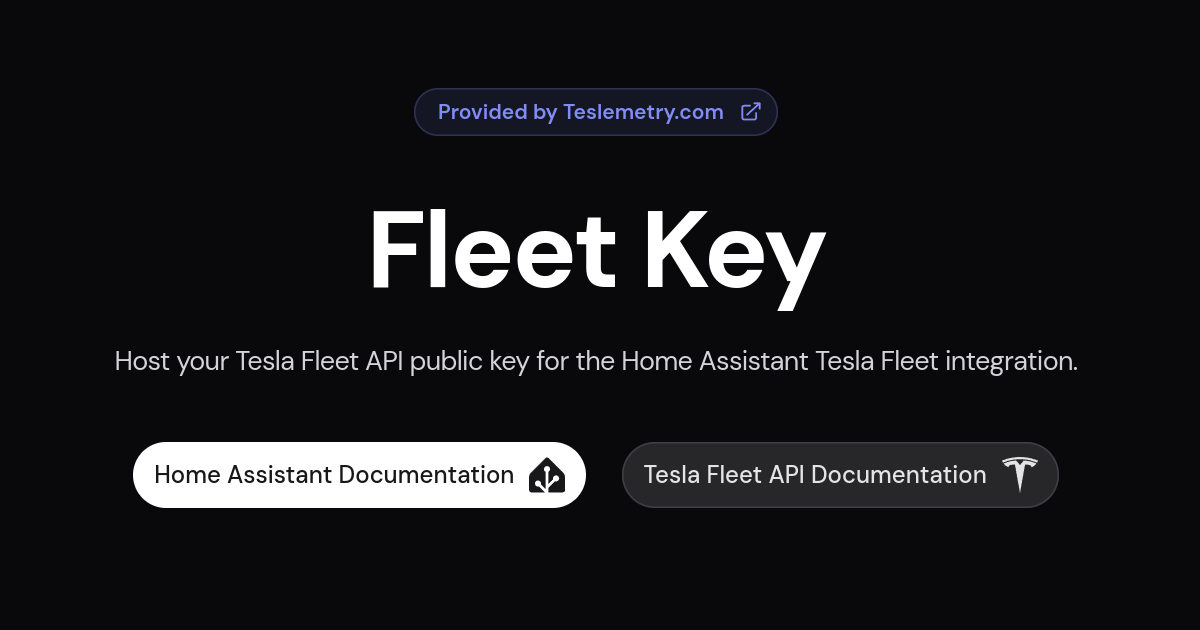 Provided by Teslemetry.com
Fleet Key
Host your Tesla Fleet API public key for the Home Assistant Tesla Fleet integration.
Home Assistant Documentation
Tesla Fleet API Documentation